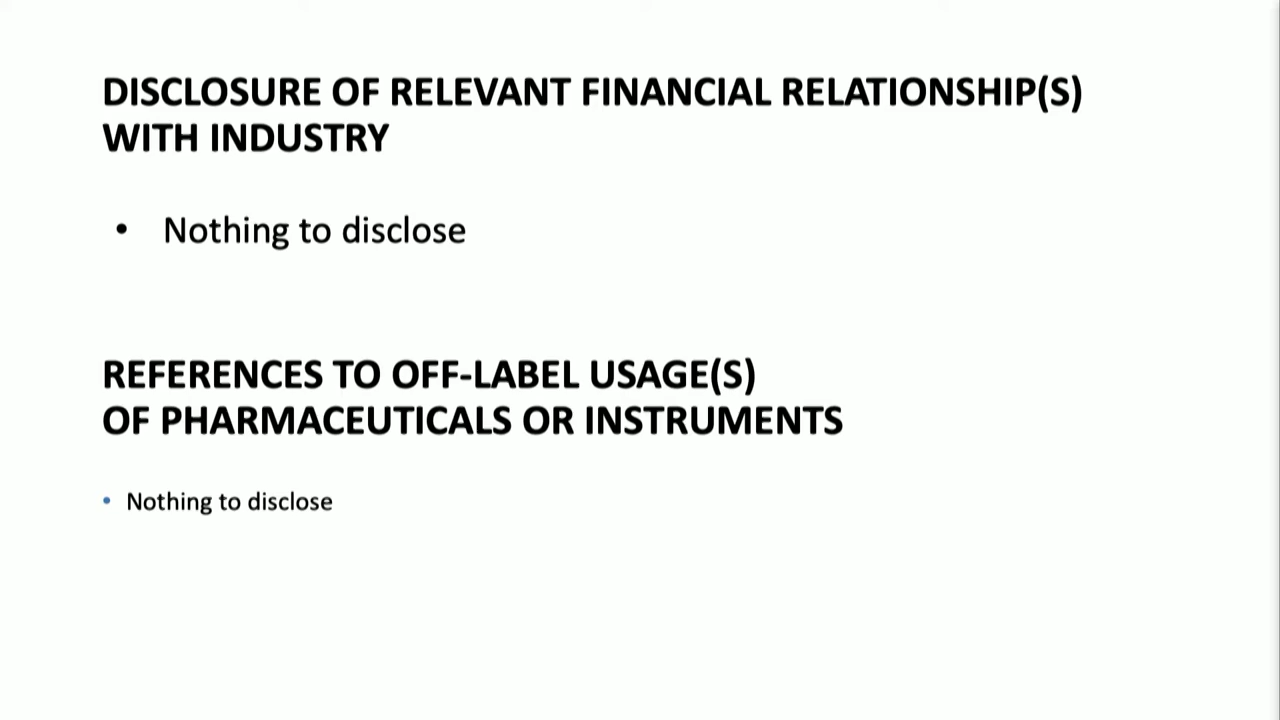 DISCLOSURE OF RELEVANT FINANCIAL RELATIONSHIP(S)
WITH INDUSTRY
• Nothing to disclose
REFERENCES TO OFF-LABEL USAGE(S)
OF PHARMACEUTICALS OR INSTRUMENTS
• Nothing to disclose